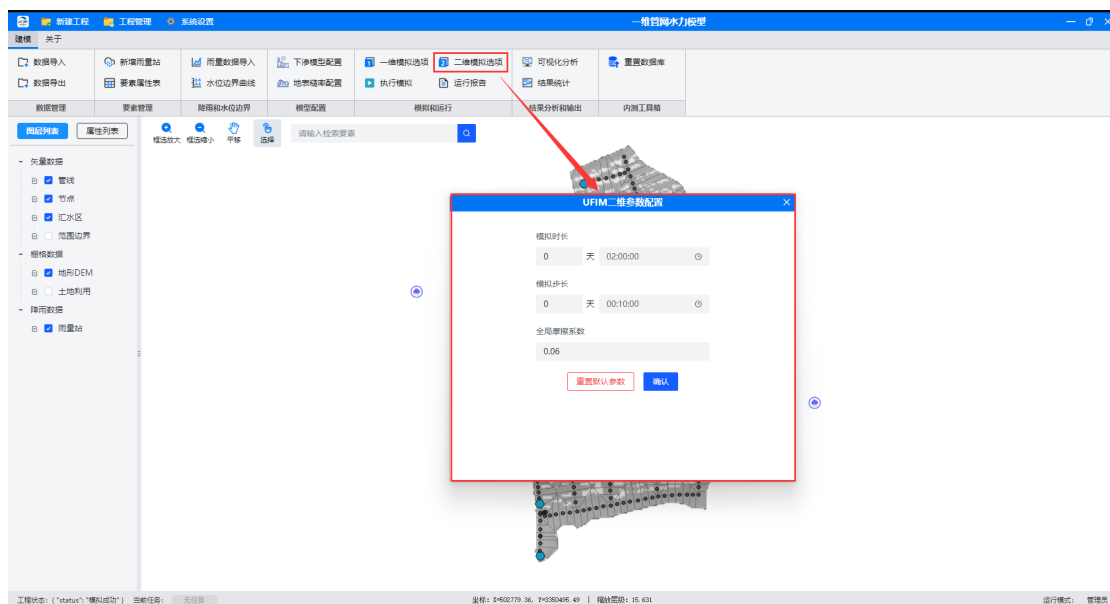 新建工程 工程管理 系统设置 一维管网水力模型
建模 关于
数据导入 新增雨量站 雨量数据导入 下渗模型配置 一维模拟选项 二维模拟选项 可视化分析 重置数据库
数据导出 要素属性表 水位边界曲线 地表糙率配置 执行模拟 运行报告 结果统计
数据管理 要素管理 降雨和水位边界 模型配置 模拟和运行 结果分析和输出 内测工具箱
图层列表 属性列表 框选放大 框选缩小 平移 选择 请输入检索要素
矢量数据
管线
节点
汇水区
范围边界
栅格数据
地形DEM
土地利用
降雨数据
雨量站
UFIM二维参数配置
模拟时长
0 天 02:00:00
模拟步长
0 天 00:10:00
全局摩擦系数
0.06
重置默认参数 确认
工程状态: { "status": "模拟成功" } 当前任务: 无任务 坐标: X=502779.36, Y=3350495.49 | 缩放层级: 15.631 运行模式: 管理员